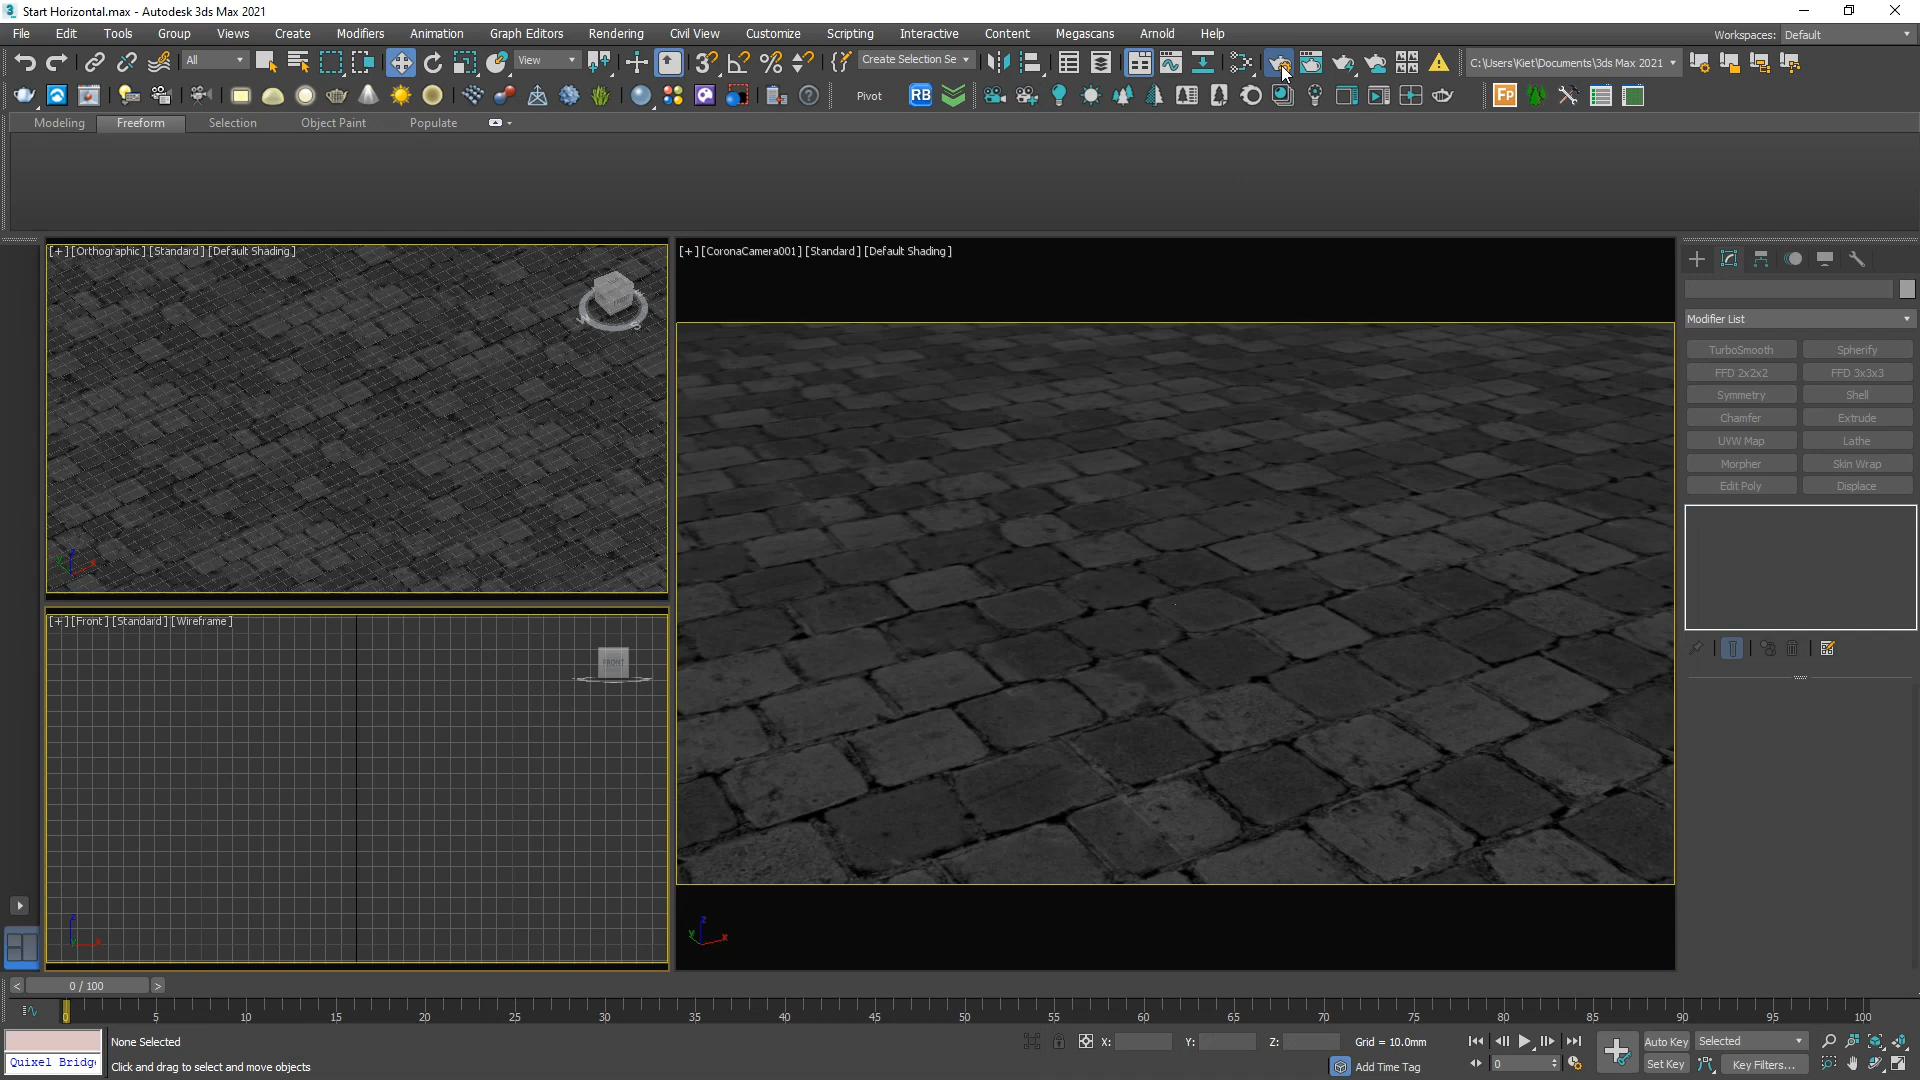 Start Horizontal.max - Autodesk 3ds Max 2021
File Edit Tools Group Views Create Modifiers Animation Graph Editors Rendering Civil View Customize Scripting Interactive Content Megascans Arnold Help
Workspaces: Default
All View Create Selection Se C:\Users\Kiet\Documents\3ds Max 2021
Pivot RB Fp
Modeling Freeform Selection Object Paint Populate
[+] [Orthographic] [Standard] [Default Shading]
[+] [CoronaCamera001] [Standard] [Default Shading]
Modifier List
TurboSmooth Spherify
FFD 2x2x2 FFD 3x3x3
Symmetry Shell
Chamfer Extrude
UVW Map Lathe
Morpher Skin Wrap
Edit Poly Displace
[+] [Front] [Standard] [Wireframe]
FRONT
z
x
z
y x
< 0 / 100 >
0 5 10 15 20 25 30 35 40 45 50 55 60 65 70 75 80 85 90 95 100
None Selected
X: Y: Z: Grid = 10.0mm
Auto Key Selected
Quixel Bridg
Click and drag to select and move objects
Add Time Tag
0
Set Key Key Filters...